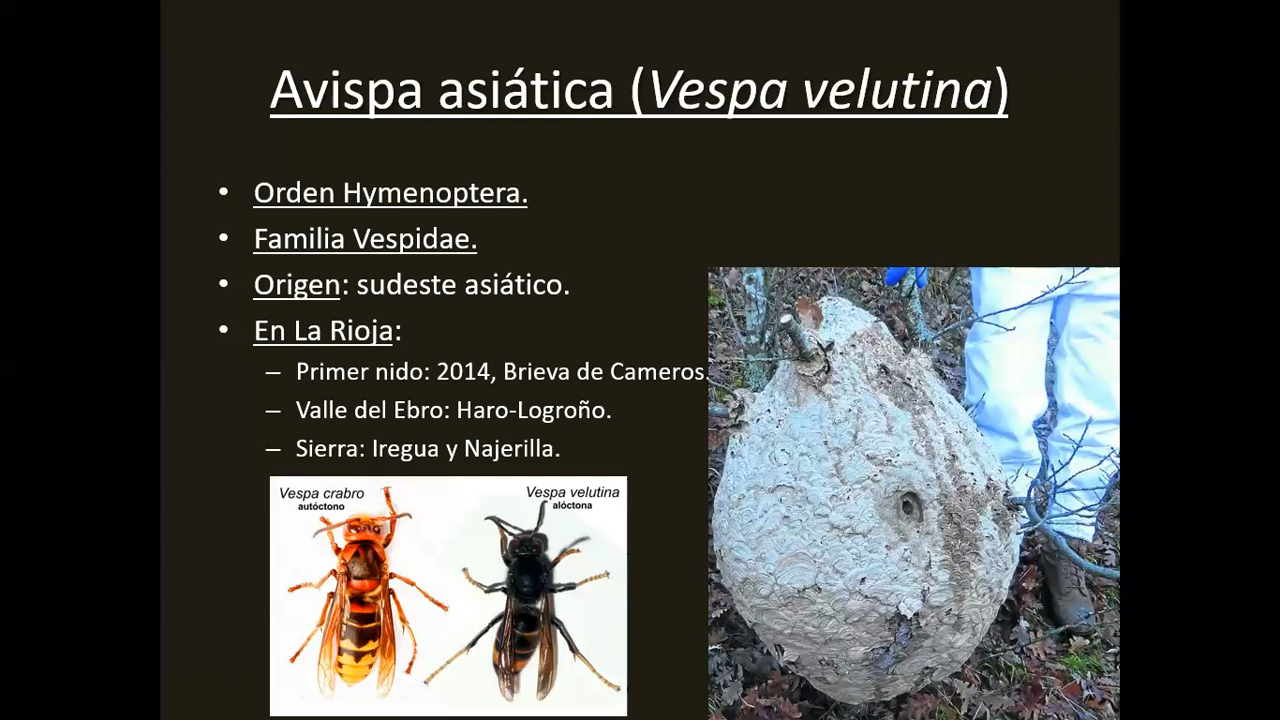 Avispa asiática (Vespa velutina)
• Orden Hymenoptera.
• Familia Vespidae.
• Origen: sudeste asiático.
• En La Rioja:
– Primer nido: 2014, Brieva de Cameros.
– Valle del Ebro: Haro-Logroño.
– Sierra: Iregua y Najerilla.
Vespa crabro
autóctono
Vespa velutina
alóctona